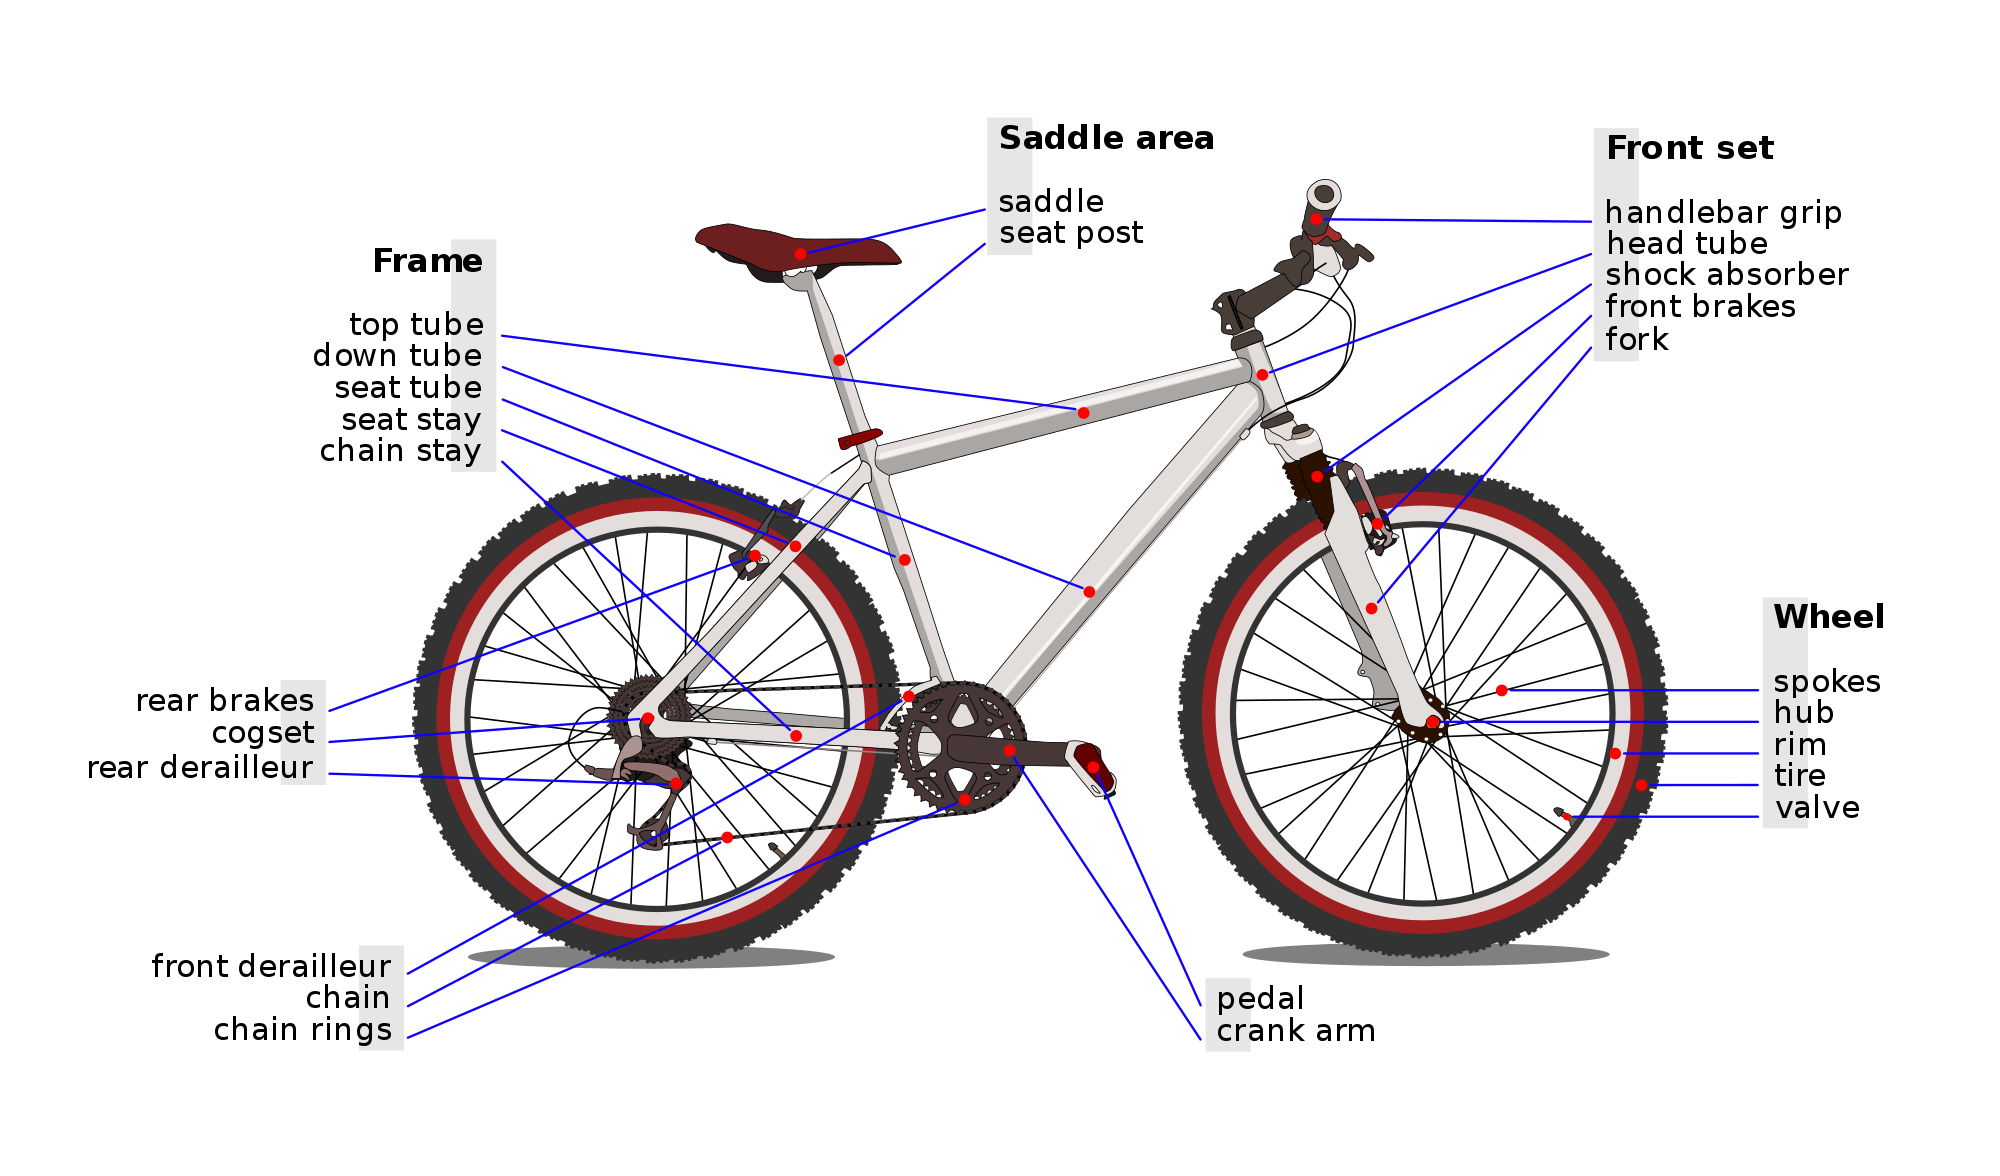 Saddle area
saddle
seat post
Front set
handlebar grip
head tube
shock absorber
front brakes
fork
Frame
top tube
down tube
seat tube
seat stay
chain stay
Wheel
spokes
hub
rim
tire
valve
rear brakes
cogset
rear derailleur
front derailleur
chain
chain rings
pedal
crank arm